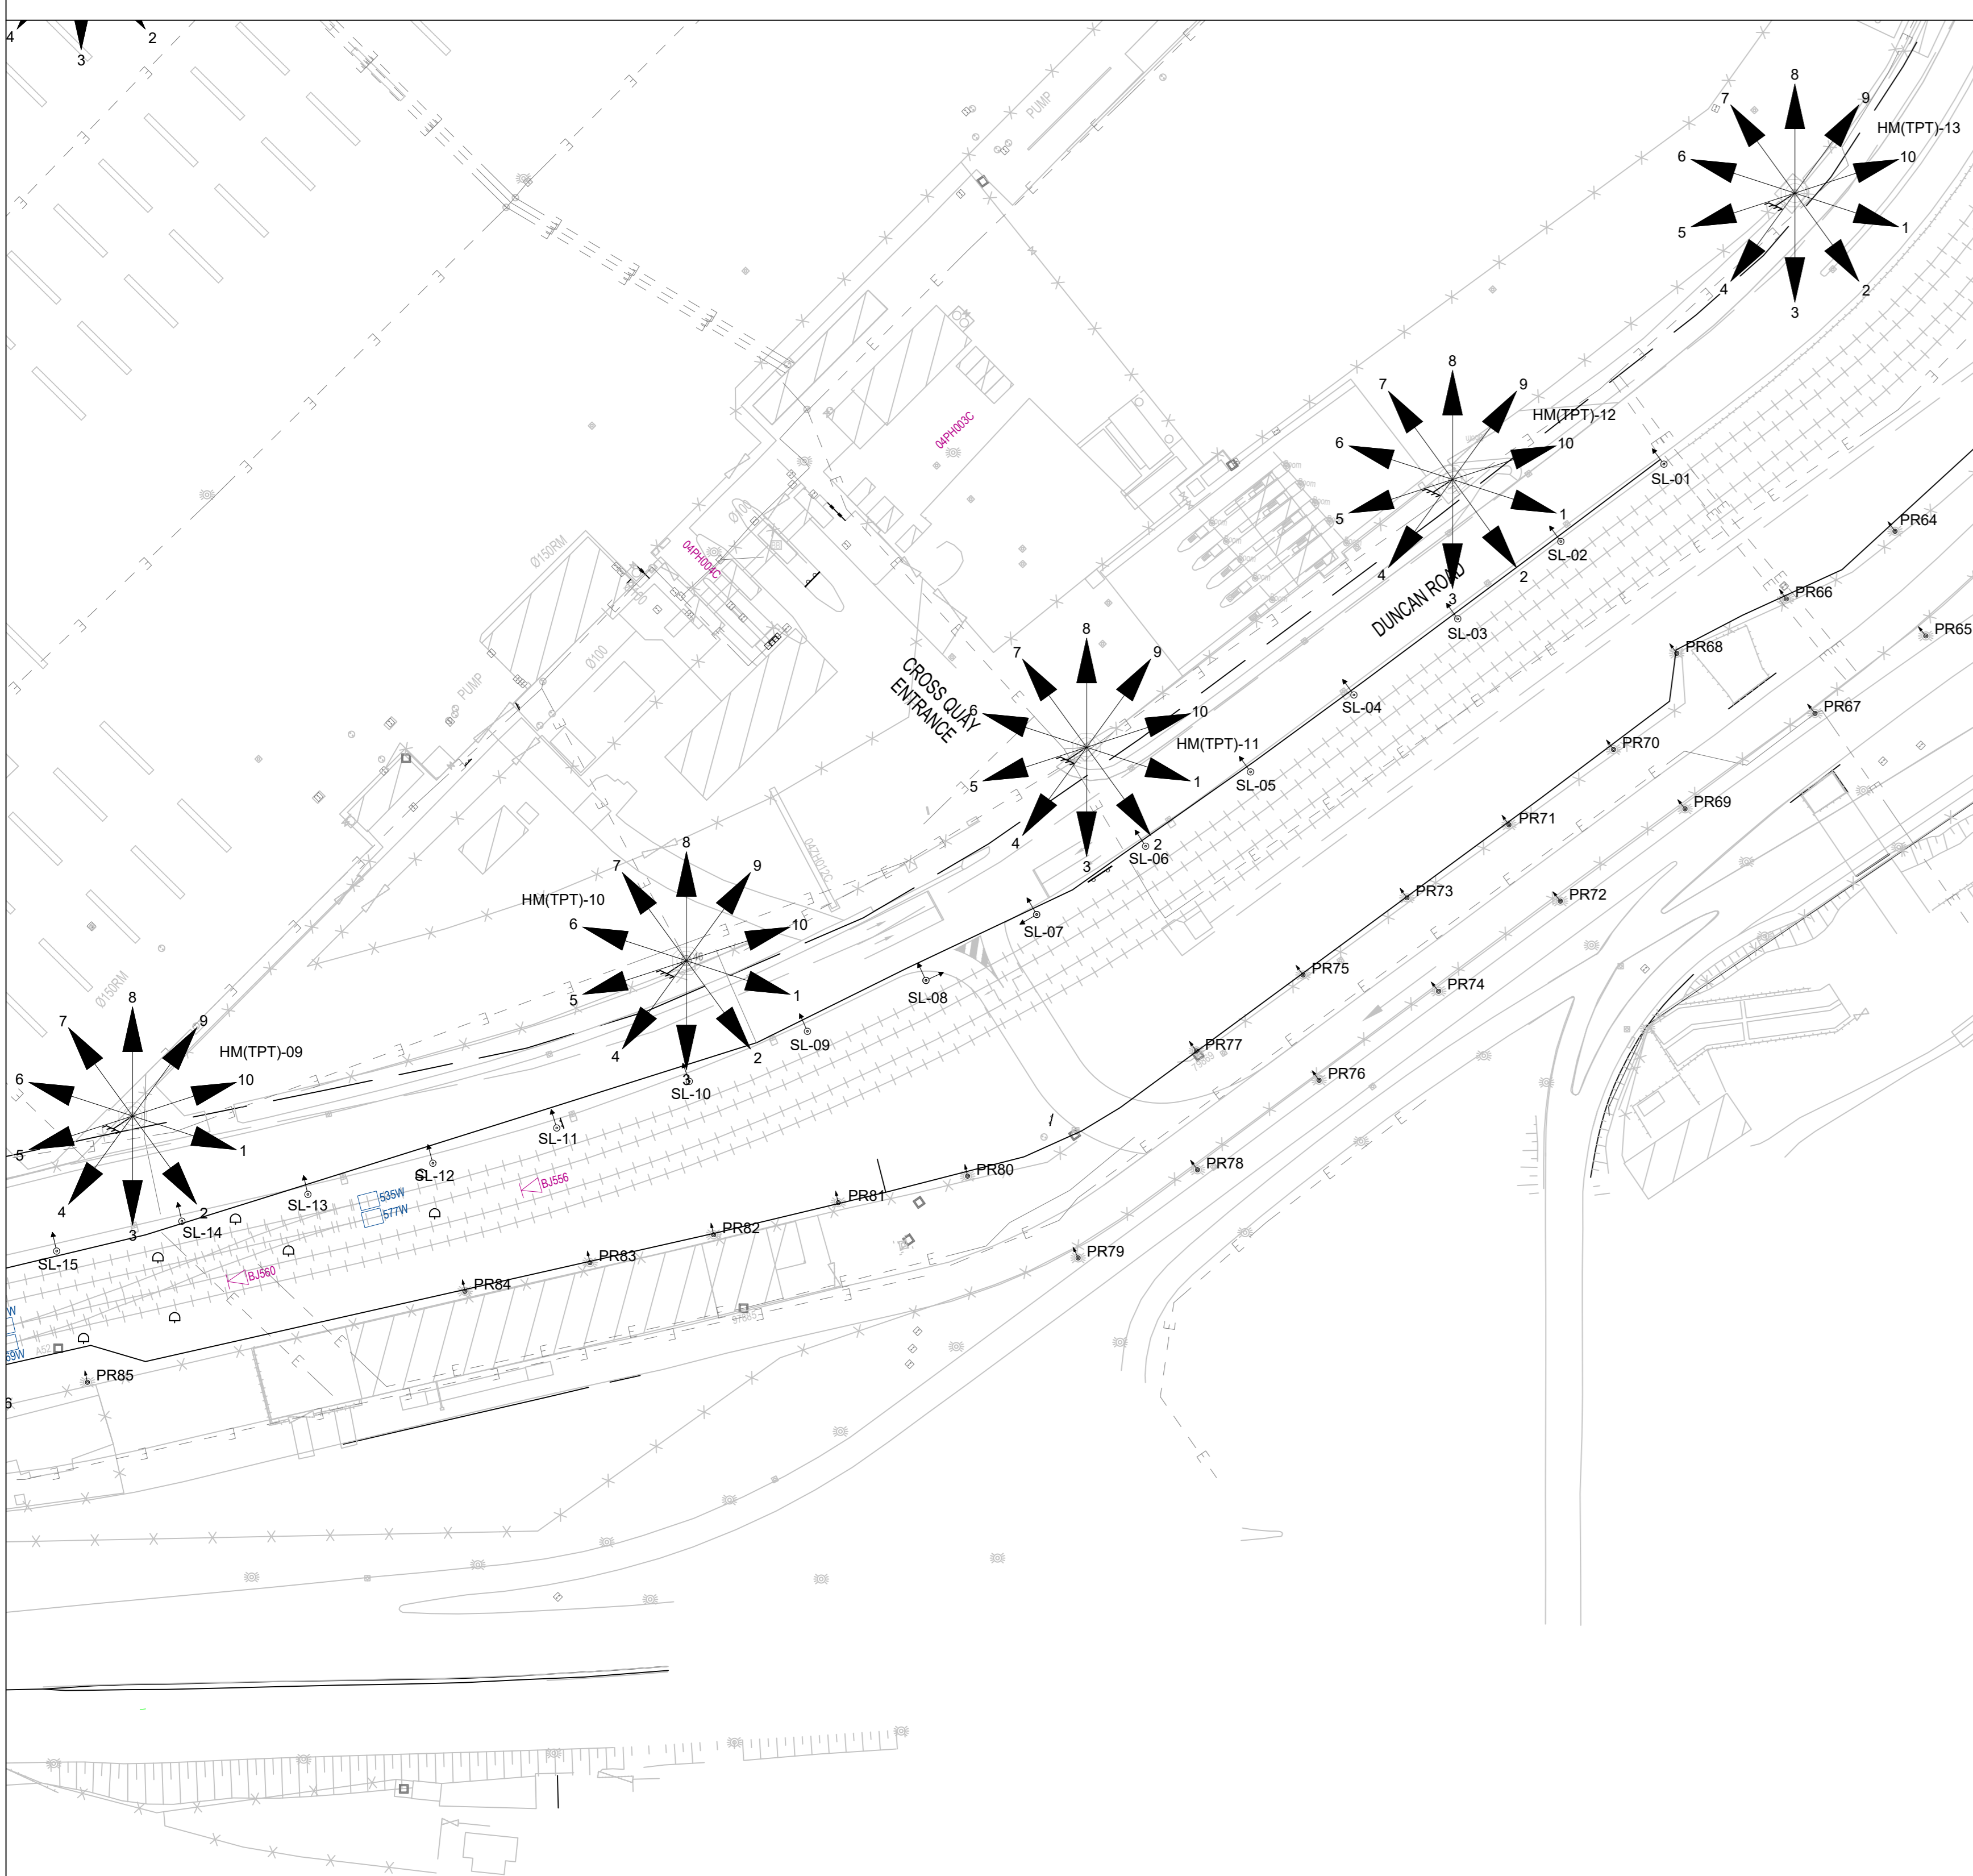 4
3
2
PUMP
8
7
9
HM(TPT)-13
6
10
5
1
4
2
3
04PH003C
8
7
9
HM(TPT)-12
6
10
5
1
4
2
3
SL-01
SL-02
SL-03
DUNCAN ROAD
PR64
PR66
PR65
PR68
PR67
Ø100
04PH004C
Ø150RM
Ø100
PUMP
CROSS QUAY
ENTRANCE
8
7
9
6
10
HM(TPT)-11
5
1
4
2
3
SL-04
SL-05
SL-06
PR70
PR69
PR71
PR73
PR72
04ZH012C
8
7
9
HM(TPT)-10
6
10
46
5
1
4
2
3
SL-07
SL-08
SL-09
SL-10
PR75
PR74
PR77
PR76
Ø150RM
8
7
9
HM(TPT)-09
6
10
5
1
4
2
3
SL-11
SL-12
SL-13
SL-14
SL-15
535W
577W
BJ556
BJ560
PR80
PR78
PR81
PR82
PR83
PR79
PR84
PR85
W
59W
A52
6